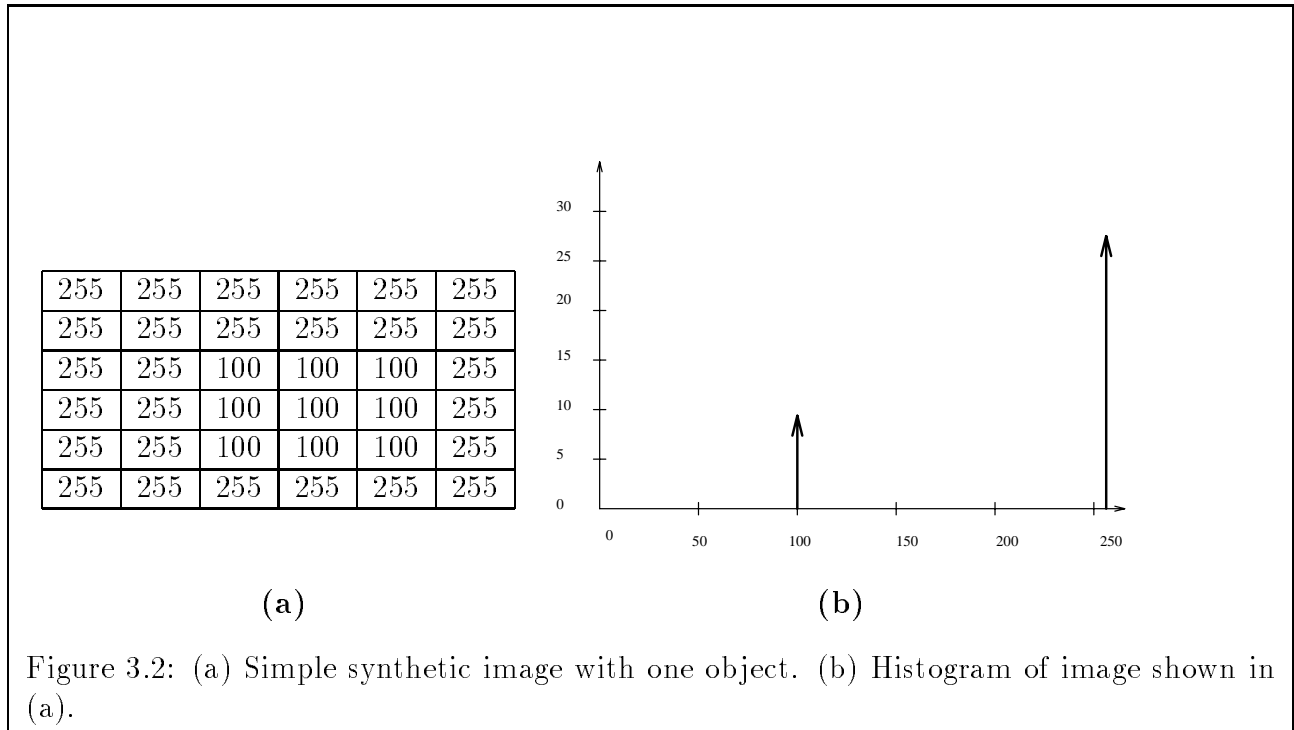 255 255 255 255 255 255
255 255 255 255 255 255
255 255 100 100 100 255
255 255 100 100 100 255
255 255 100 100 100 255
255 255 255 255 255 255
30
25
20
15
10
5
0
0 50 100 150 200 250
(a) (b)
Figure 3.2: (a) Simple synthetic image with one object. (b) Histogram of image shown in
(a).